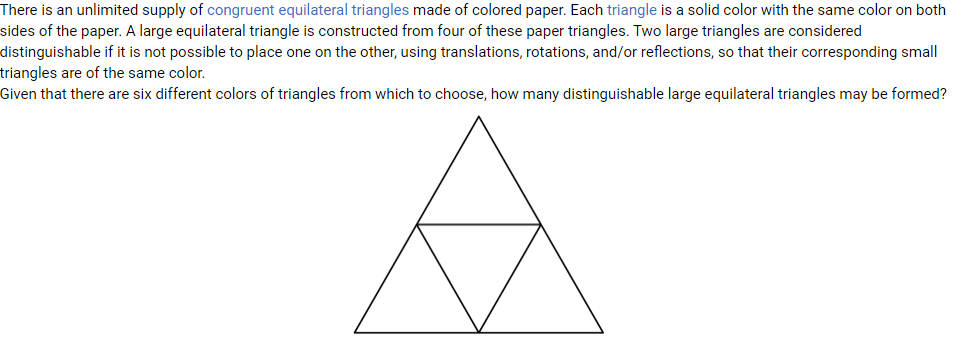 There is an unlimited supply of congruent equilateral triangles made of colored paper. Each triangle is a solid color with the same color on both
sides of the paper. A large equilateral triangle is constructed from four of these paper triangles. Two large triangles are considered
distinguishable if it is not possible to place one on the other, using translations, rotations, and/or reflections, so that their corresponding small
triangles are of the same color.
Given that there are six different colors of triangles from which to choose, how many distinguishable large equilateral triangles may be formed?